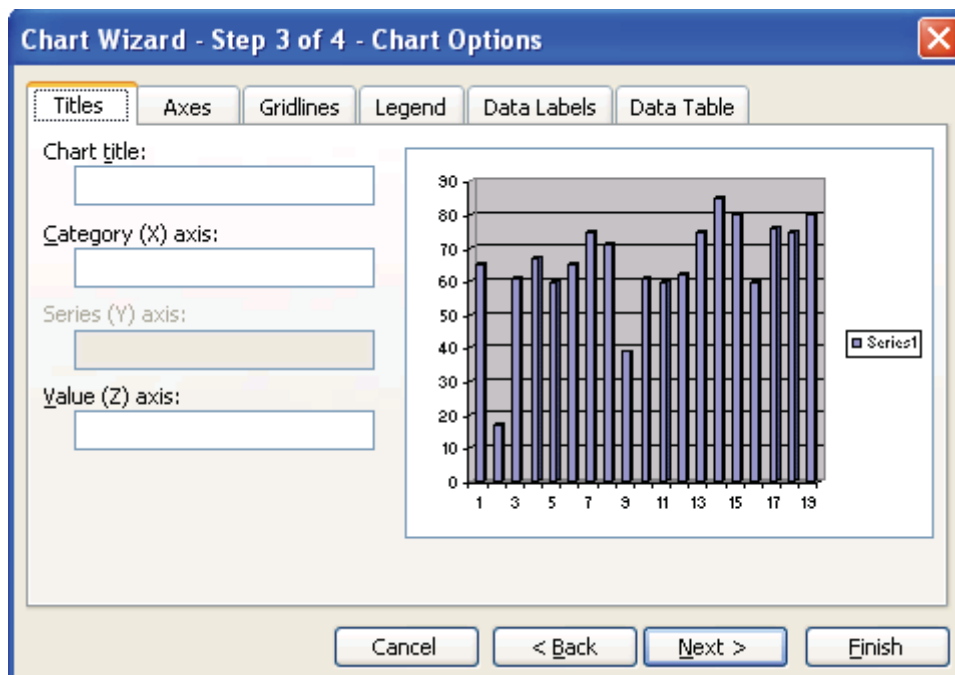 Chart Wizard - Step 3 of 4 - Chart Options
Titles Axes Gridlines Legend Data Labels Data Table
Chart title:
Category (X) axis:
Series (Y) axis:
Value (Z) axis:
90
80
70
60
50
40
30
20
10
0
1 3 5 7 9 11 13 15 17 19
Series1
Cancel < Back Next > Finish